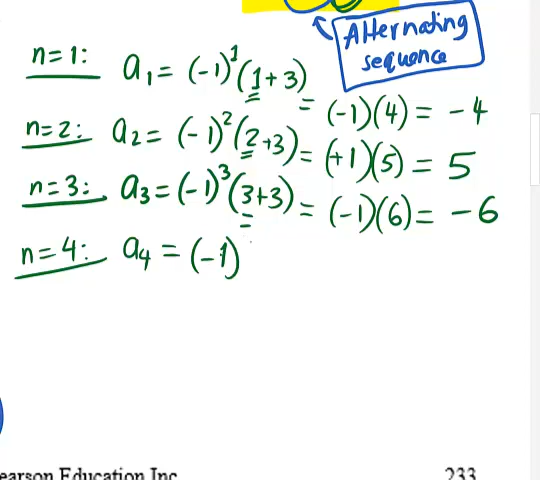 Alternating
sequence
n=1: a₁ = (-1)¹(1+3) = (-1)(4) = -4
n=2: a₂ = (-1)²(2+3) = (+1)(5) = 5
n=3: a₃ = (-1)³(3+3) = (-1)(6) = -6
n=4: a₄ = (-1)
earson Education Inc 233